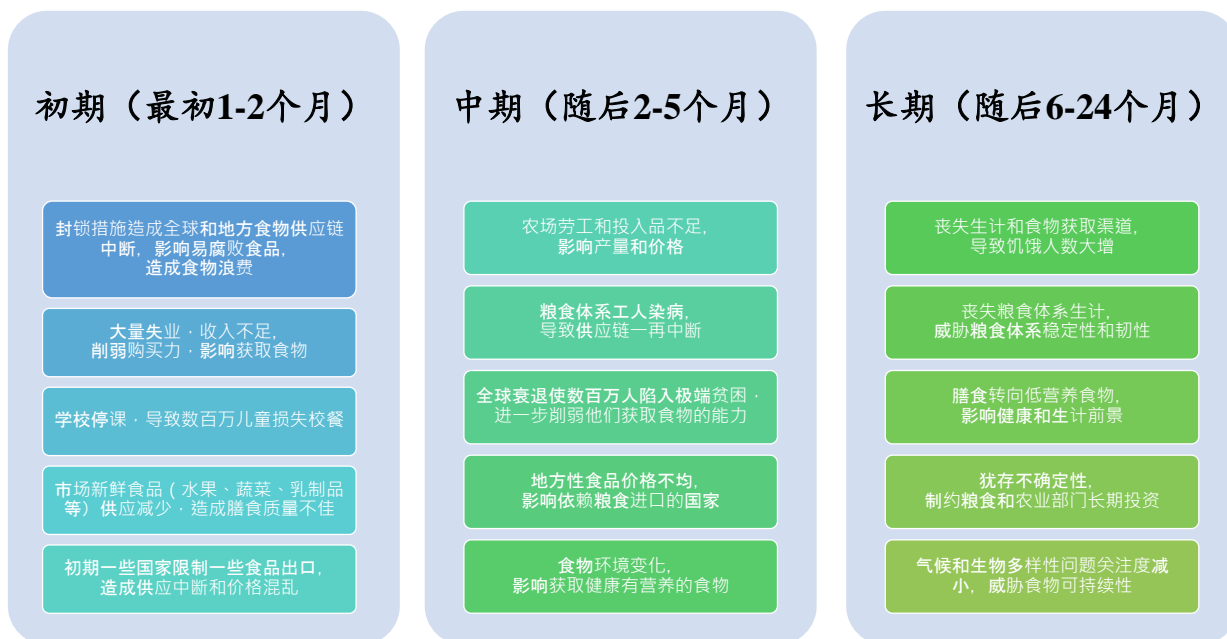 初期（最初1-2个月）
封锁措施造成全球和地方食物供应链
中断，影响易腐败食品，
造成食物浪费
大量失业，收入不足，
削弱购买力，影响获取食物
学校停课，导致数百万儿童损失校餐
市场新鲜食品（水果、蔬菜、乳制品
等）供应减少，造成膳食质量不佳
初期一些国家限制一些食品出口，
造成供应中断和价格混乱
中期（随后2-5个月）
农场劳工和投入品不足，
影响产量和价格
粮食体系工人染病，
导致供应链一再中断
全球衰退使数百万人陷入极端贫困，
进一步削弱他们获取食物的能力
地方性食品价格不均，
影响依赖粮食进口的国家
食物环境变化，
影响获取健康有营养的食物
长期（随后6-24个月）
丧失生计和食物获取渠道，
导致饥饿人数大增
丧失粮食体系生计，
威胁粮食体系稳定性和韧性
膳食转向低营养食物，
影响健康和生计前景
犹存不确定性，
制约粮食和农业部门长期投资
气候和生物多样性问题关注度减
小，威胁食物可持续性